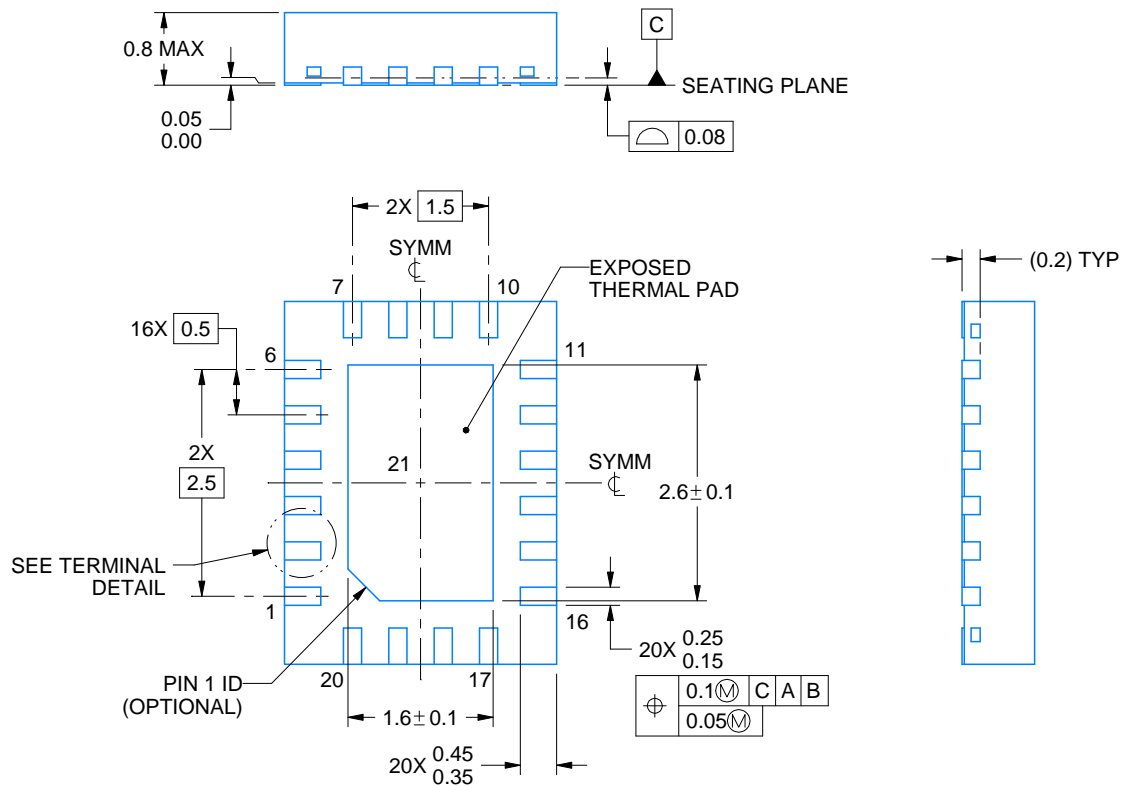 0.8 MAX
C
SEATING PLANE
0.05
0.00
0.08
2X 1.5
SYMM
EXPOSED
THERMAL PAD
(0.2) TYP
7
10
16X 0.5
6
11
2X
2.5
21
SYMM
2.6±0.1
SEE TERMINAL
DETAIL
1
16
20X 0.25
0.15
PIN 1 ID
(OPTIONAL)
20
17
0.1Ⓜ C A B
0.05Ⓜ
1.6±0.1
20X 0.45
0.35